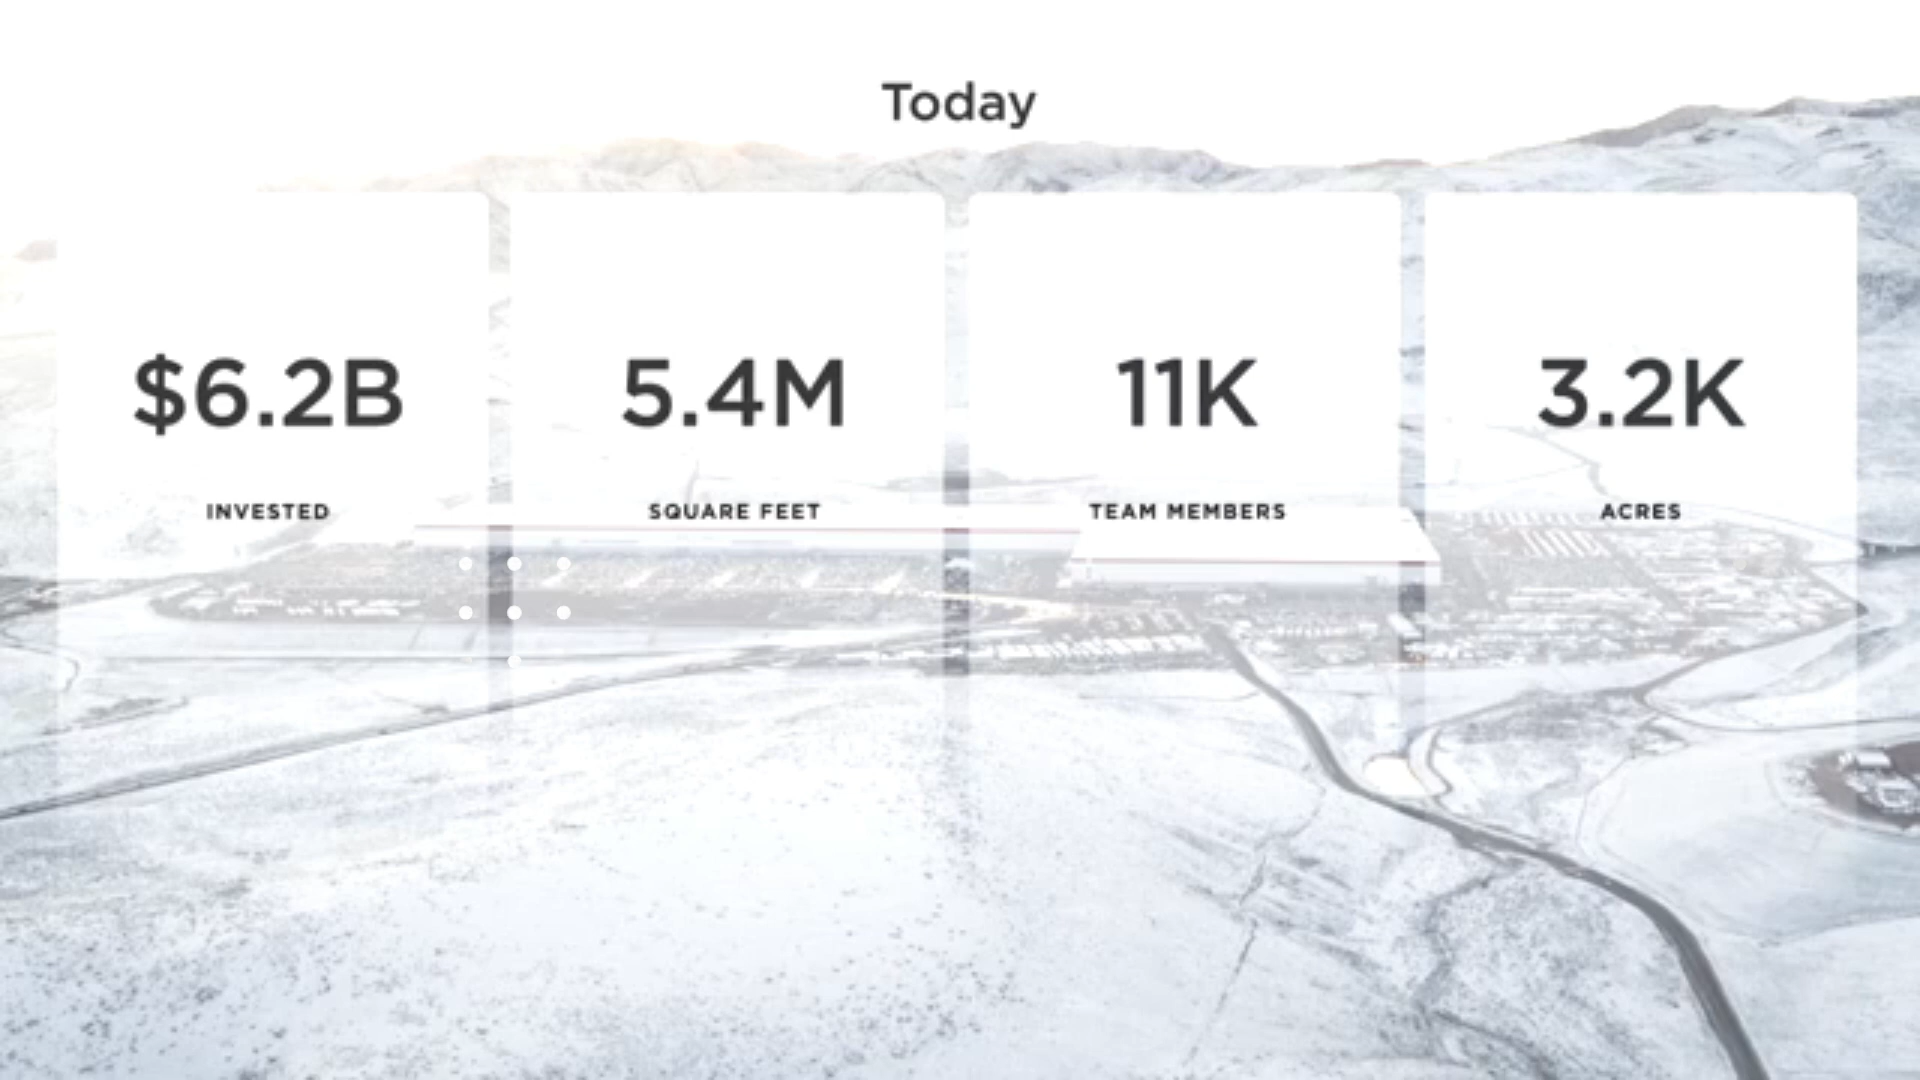 Today
$6.2B
INVESTED
5.4M
SQUARE FEET
11K
TEAM MEMBERS
3.2K
ACRES